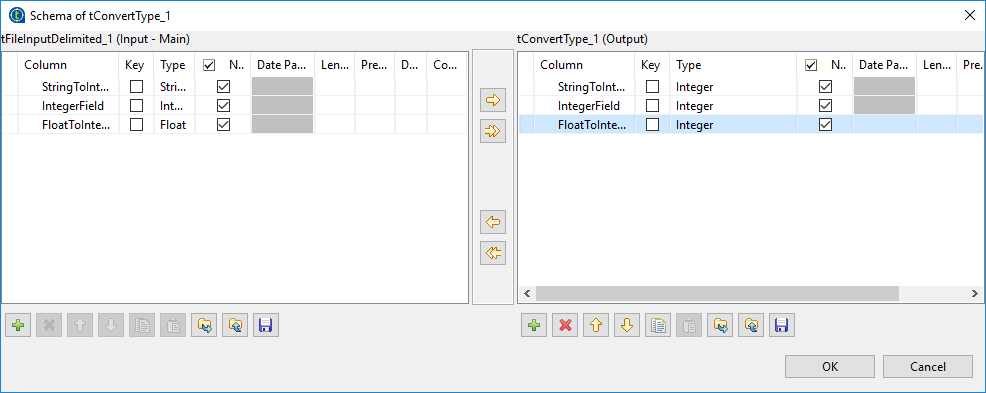 Schema of tConvertType_1
tFileInputDelimited_1 (Input - Main)
Column Key Type N.. Date Pa... Len... Pre... D... Co...
StringToInt... Stri...
IntegerField Int...
FloatToInte... Float
tConvertType_1 (Output)
Column Key Type N.. Date Pa... Len... Pre.
StringToInt... Integer
IntegerField Integer
FloatToInte... Integer
OK Cancel